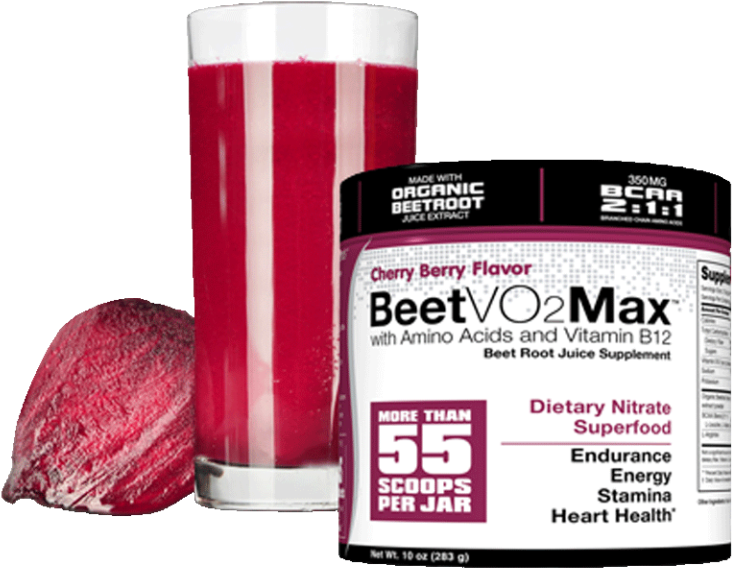 MADE WITH
ORGANIC
BEETROOT
JUICE EXTRACT
350MG
BCAA
2:1:1
BRANCHED CHAIN AMINO ACIDS
Cherry Berry Flavor
BeetVO2Max™
with Amino Acids and Vitamin B12
Beet Root Juice Supplement
MORE THAN
55
SCOOPS
PER JAR
Dietary Nitrate
Superfood
Endurance
Energy
Stamina
Heart Health*
Net Wt. 10 oz (283 g)